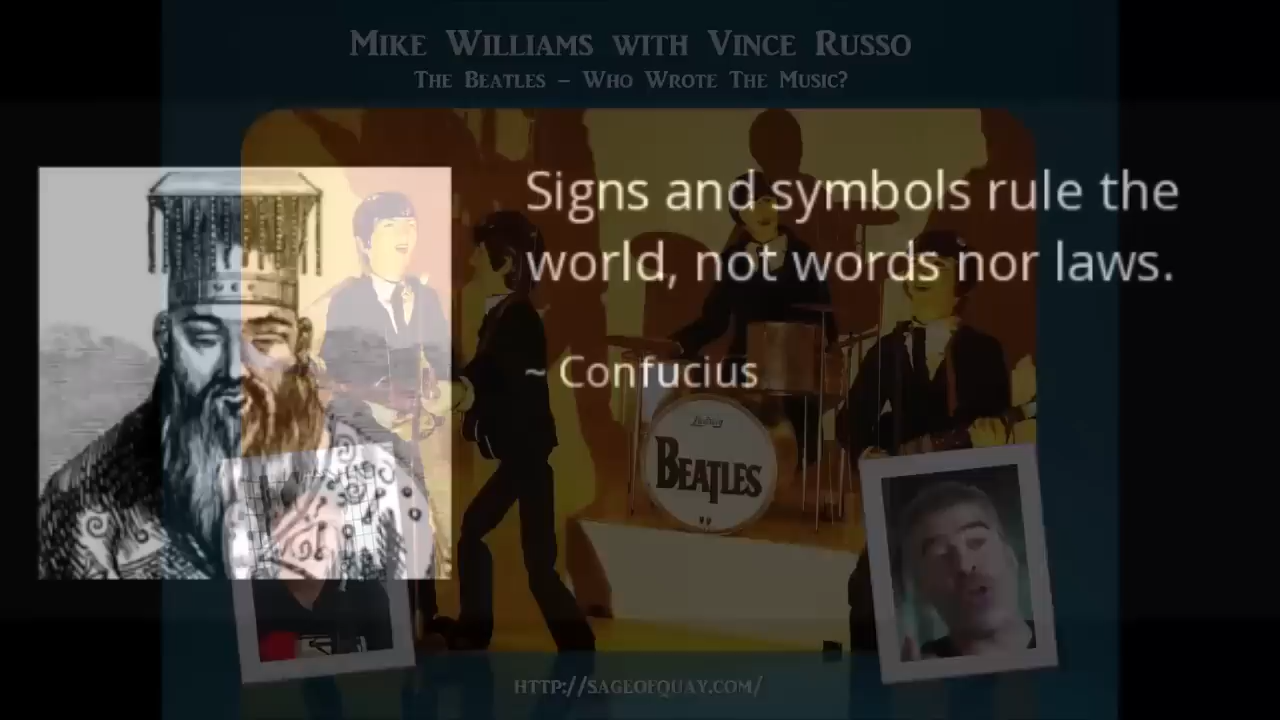 Mike Williams with Vince Russo
The Beatles – Who Wrote The Music?
Signs and symbols rule the
world, not words nor laws.
~ Confucius
Ludwig
BEATLES
http://sageofquay.com/